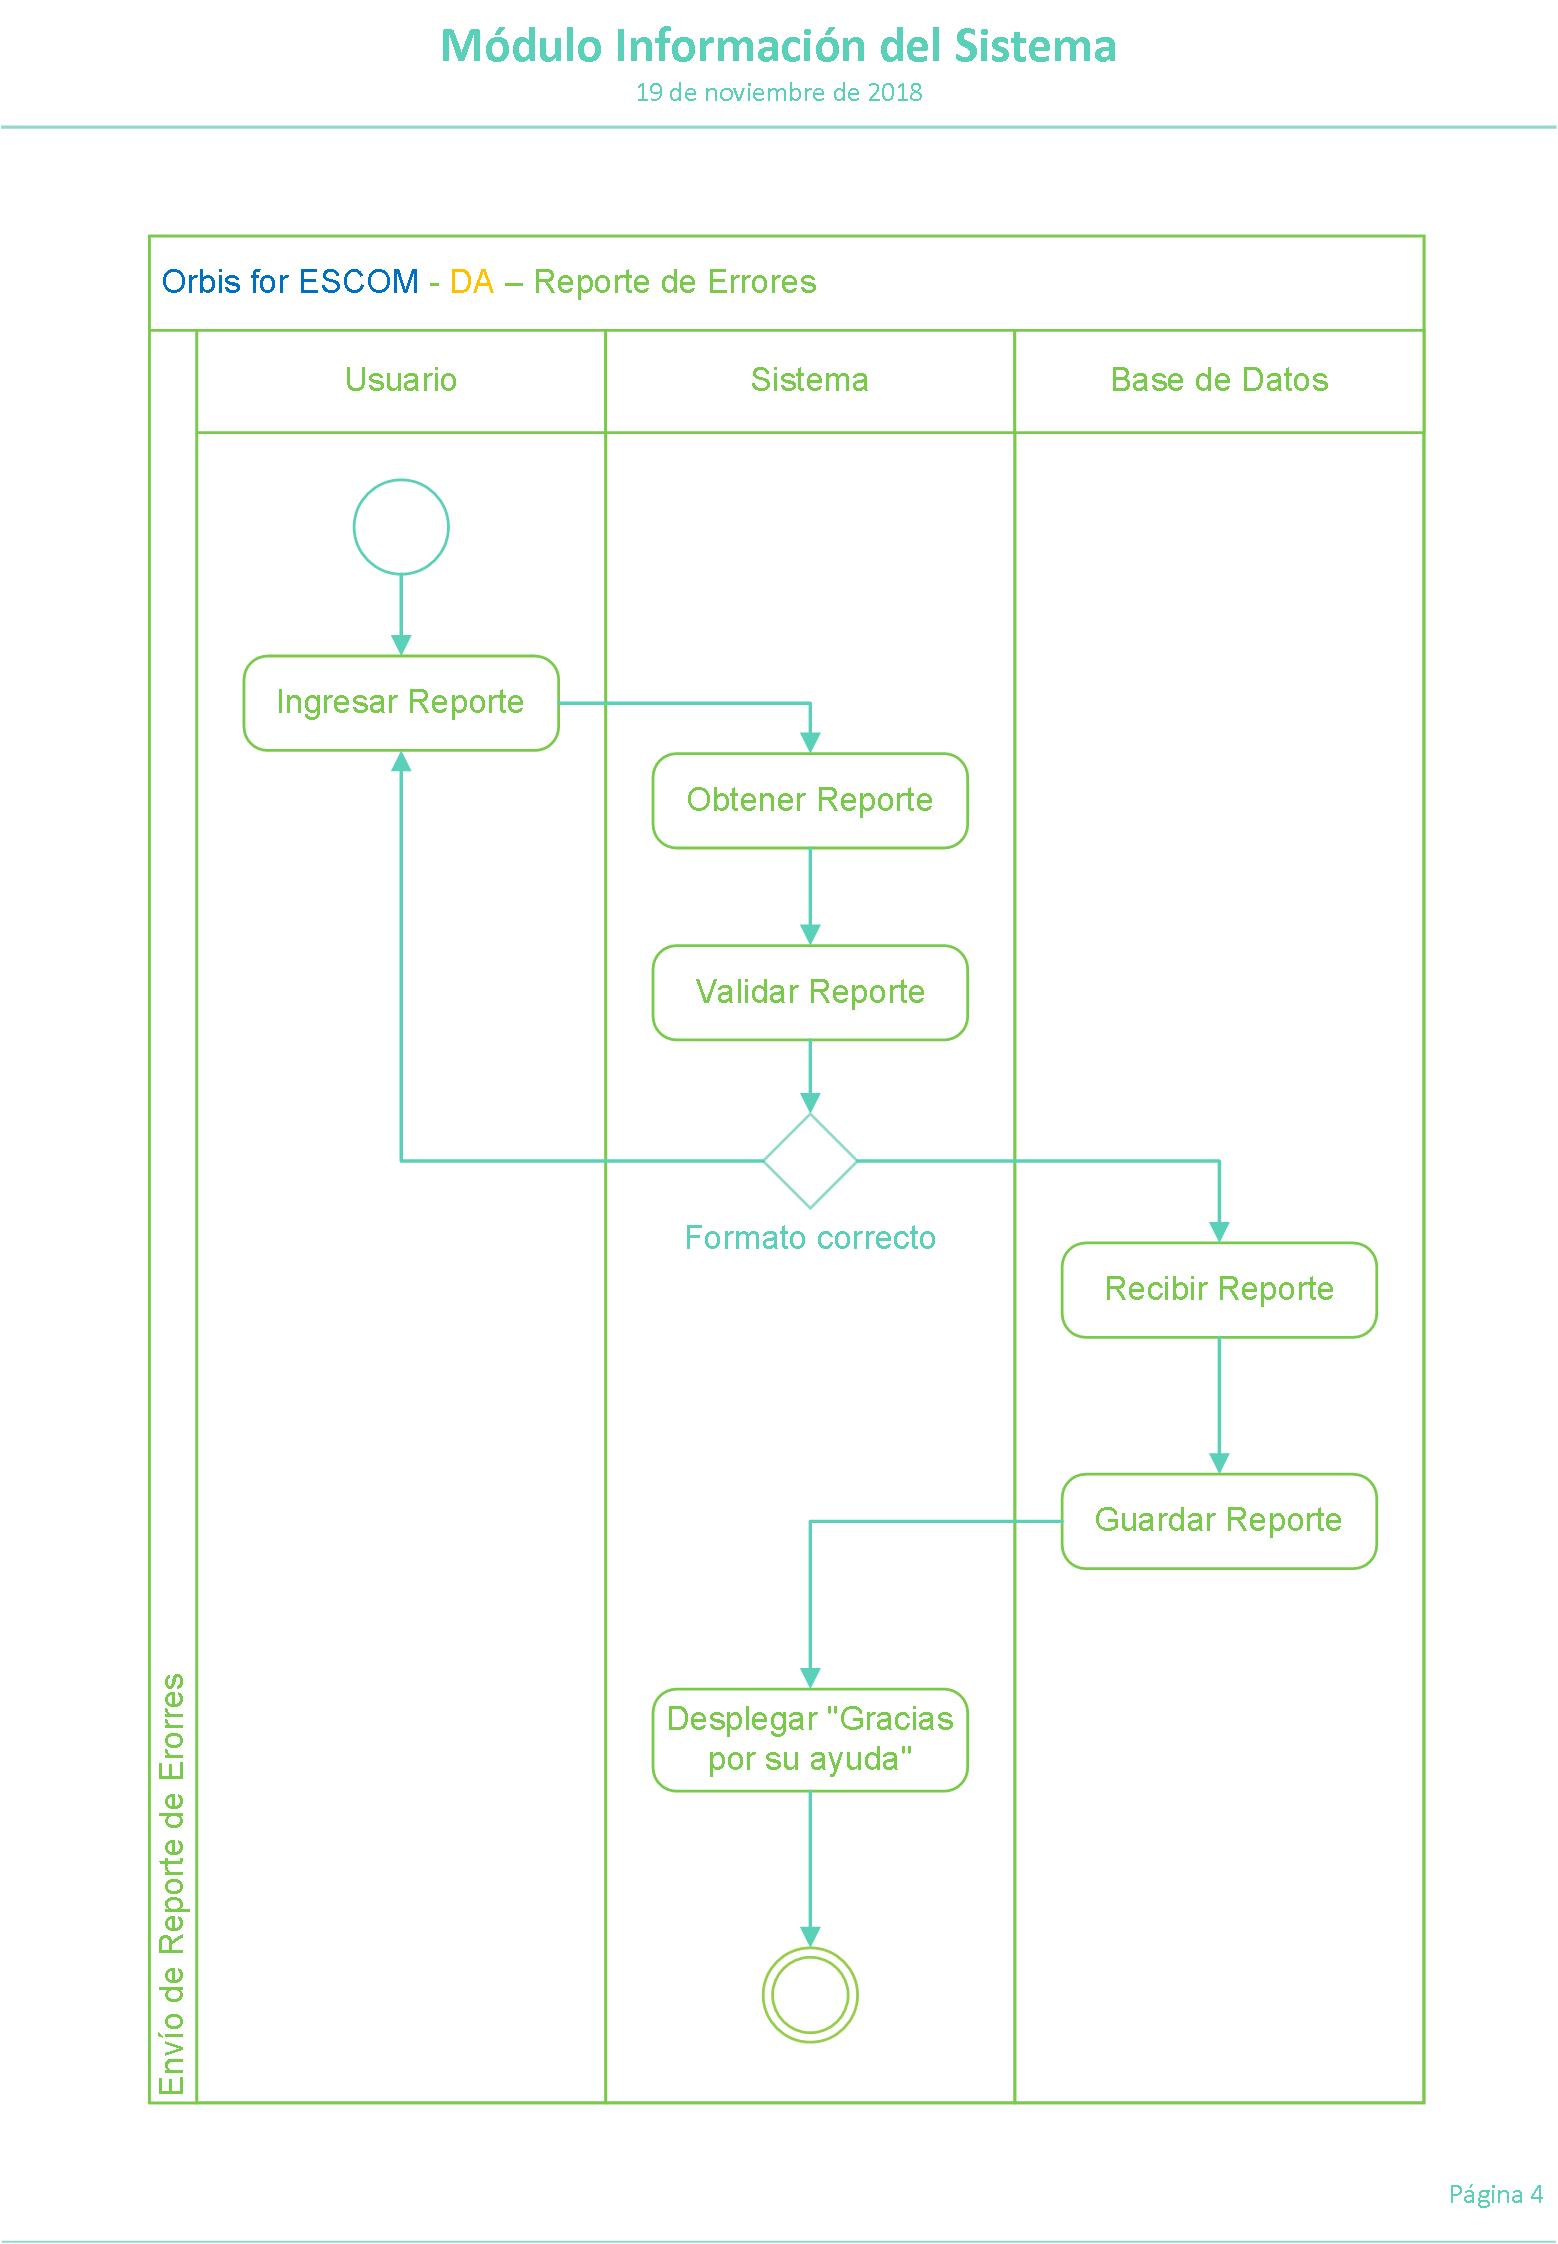 Módulo Información del Sistema
19 de noviembre de 2018
Orbis for ESCOM - DA – Reporte de Errores
Usuario
Sistema
Base de Datos
Ingresar Reporte
Obtener Reporte
Validar Reporte
Formato correcto
Recibir Reporte
Guardar Reporte
Desplegar "Gracias
por su ayuda"
Envío de Reporte de Erorres
Página 4